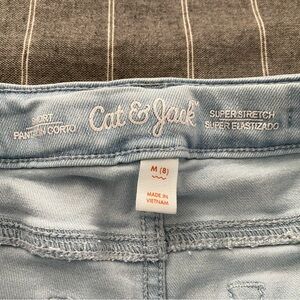 SHORT
PANTALÓN CORTO
Cat & Jack
SUPER STRETCH
SUPER ELASTIZADO
M (8)
MADE IN
VIETNAM